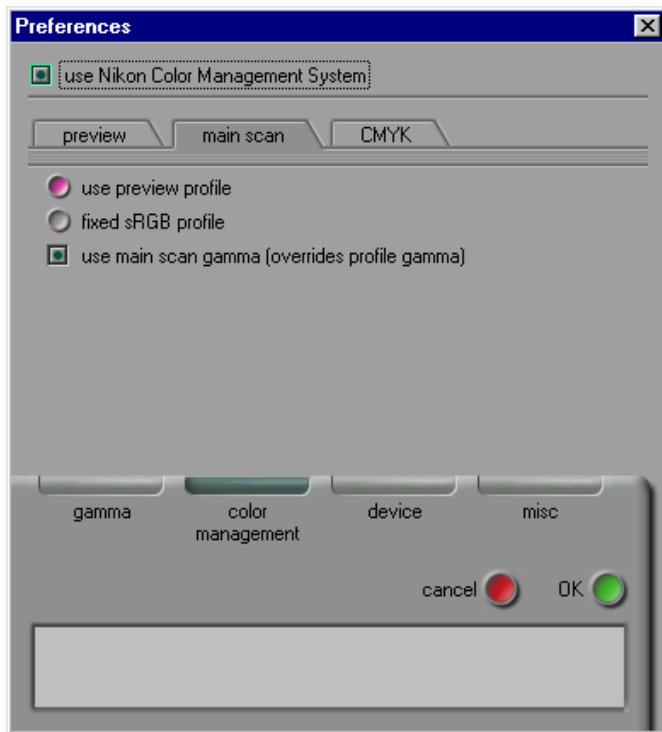 Preferences
use Nikon Color Management System
preview main scan CMYK
use preview profile
fixed sRGB profile
use main scan gamma (overrides profile gamma)
gamma color management device misc
cancel OK